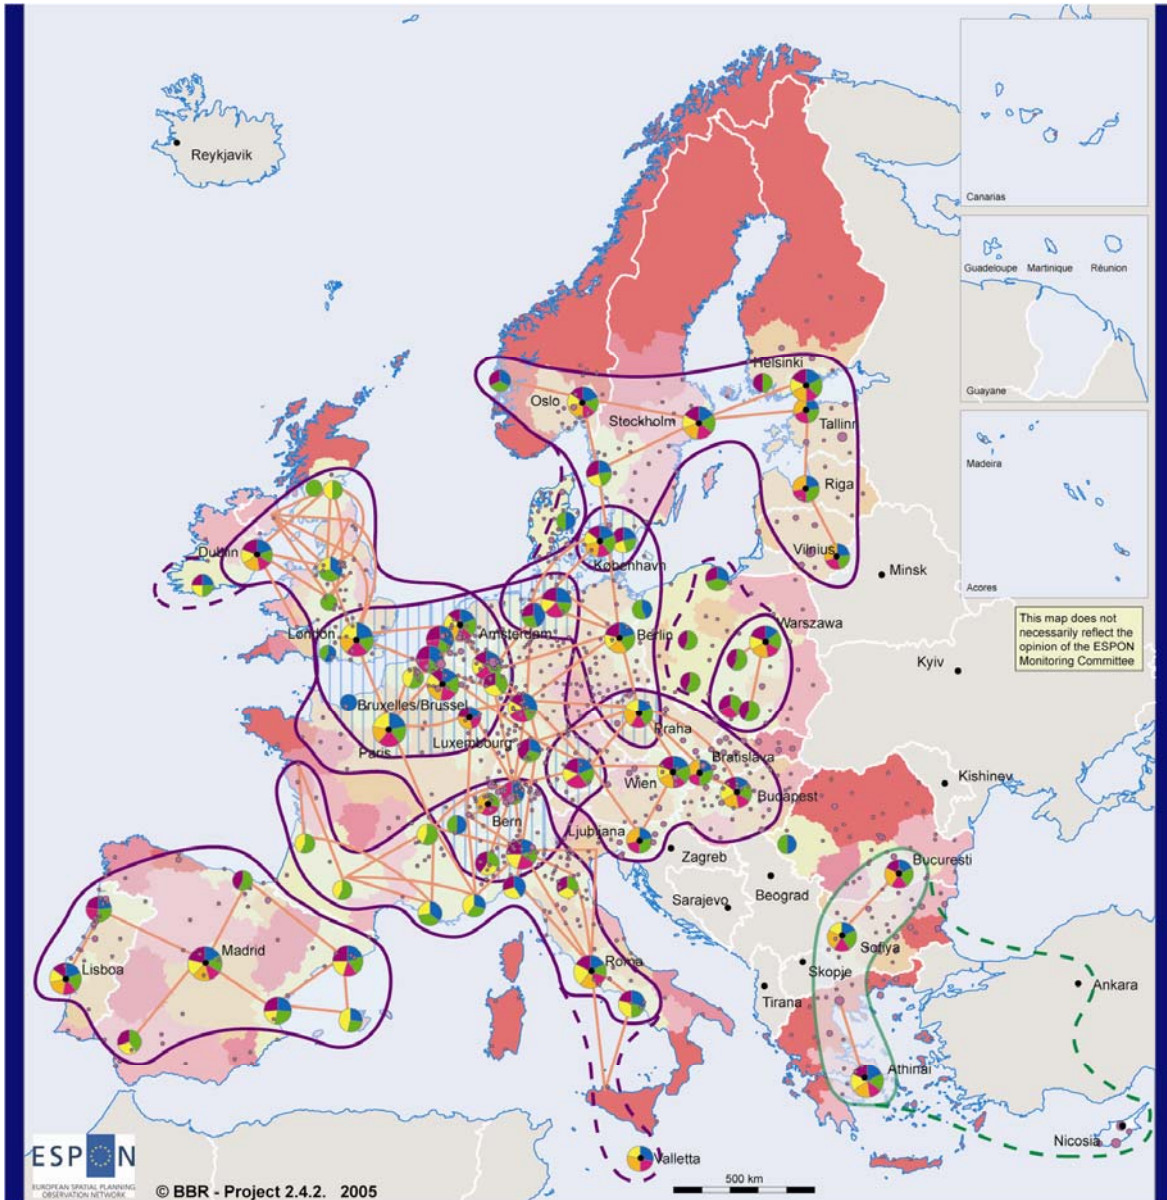 Reykjavik
Canarias
Guadeloupe Martinique Réunion
Guayane
Madeira
Acores
This map does not
necessarily reflect the
opinion of the ESPON
Monitoring Committee
Helsinki
Oslo
Stockholm
Tallinn
Riga
Vilnius
Dublin
København
Minsk
London
Amsterdam
Berlin
Warszawa
Kyiv
Bruxelles/Brussel
Paris
Luxembourg
Praha
Bratislava
Kishinev
Wien
Budapest
Bern
Ljubljana
Zagreb
Bucuresti
Beograd
Sarajevo
Madrid
Lisboa
Roma
Sofiya
Skopje
Tirana
Ankara
Athinai
Nicosia
Valletta
ESPON
EUROPEAN SPATIAL PLANNING
OBSERVATION NETWORK
© BBR - Project 2.4.2. 2005
500 km